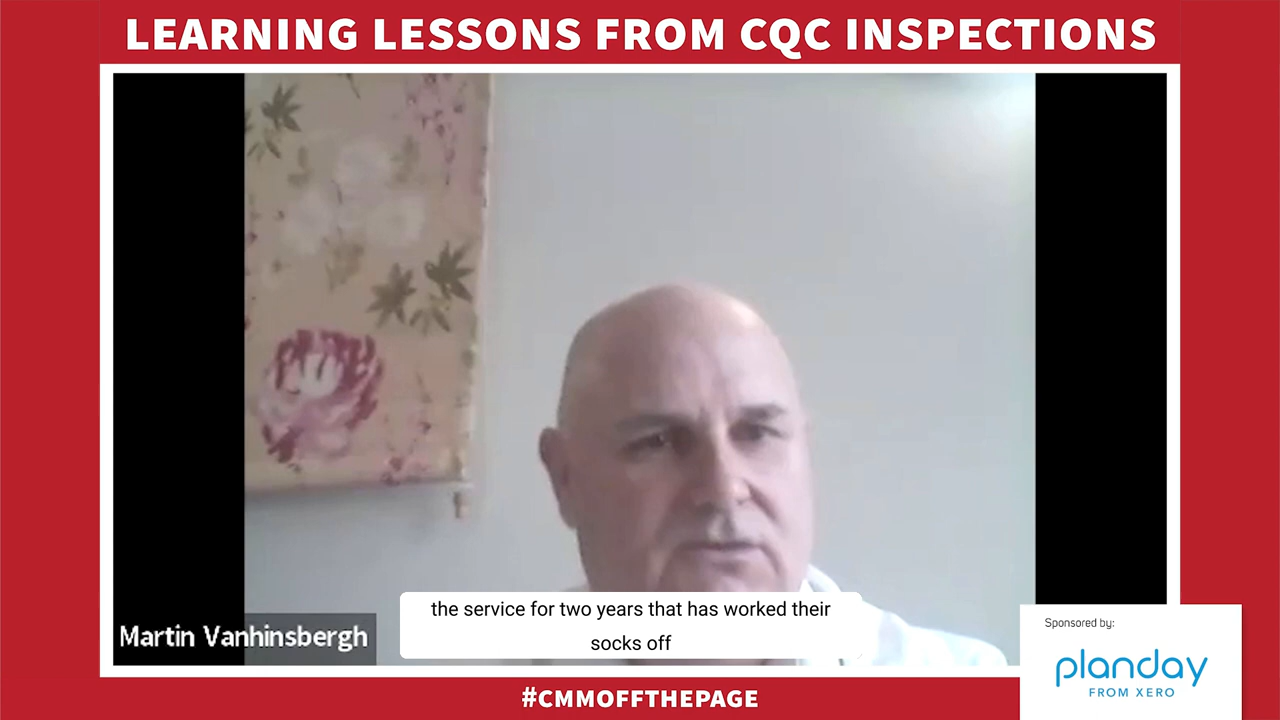 LEARNING LESSONS FROM CQC INSPECTIONS
the service for two years that has worked their
socks off
Martin Vanhinsbergh
Sponsored by:
planday
FROM XERO
#CMMOFFTHEPAGE